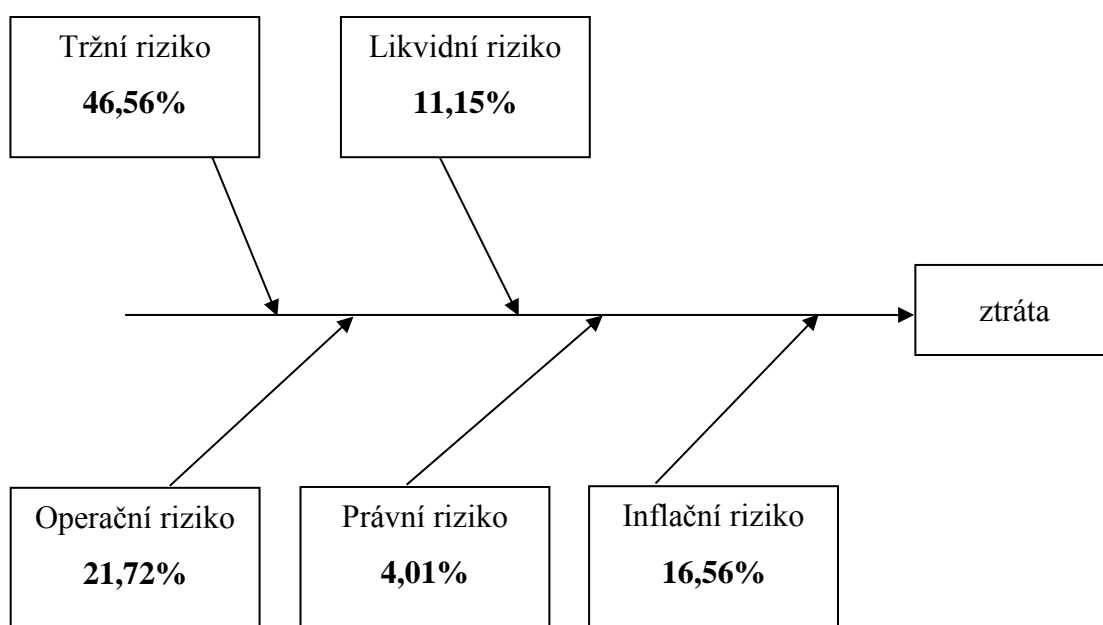 Tržní riziko
46,56%
Likvidní riziko
11,15%
ztráta
Operační riziko
21,72%
Právní riziko
4,01%
Inflační riziko
16,56%